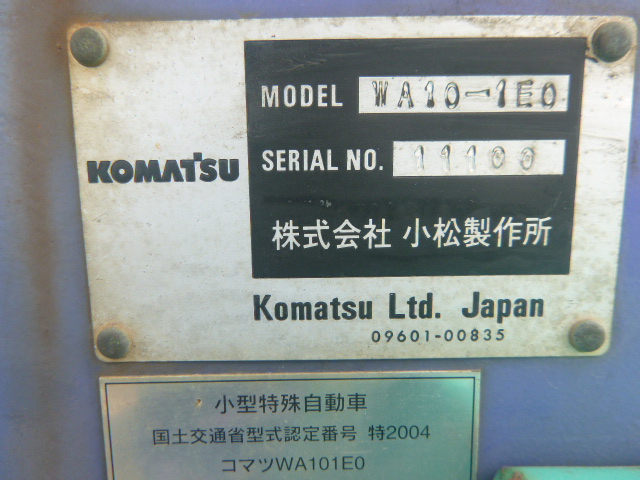 MODEL WA10-1E0
SERIAL NO. 11100
KOMATSU
株式会社 小松製作所
Komatsu Ltd. Japan
09601-00835
小型特殊自動車
国土交通省型式認定番号 特2004
コマツWA101E0